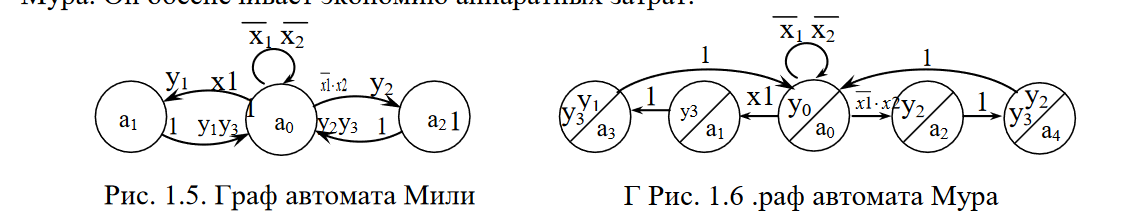 Мура. Он обеспечивает экономию аппаратных затрат.
x̅1 x̅2
y1 x1
x̅1·x2 y2
a1
1 y1y3
1
a0
y2y3 1
a2 1
Рис. 1.5. Граф автомата Мили
x̅1 x̅2
1
1
y1
y3
a3
1
y3
a1
x1
y0
a0
x̅1·x2
y2
a2
1
y2
y3
a4
Г Рис. 1.6 .раф автомата Мура